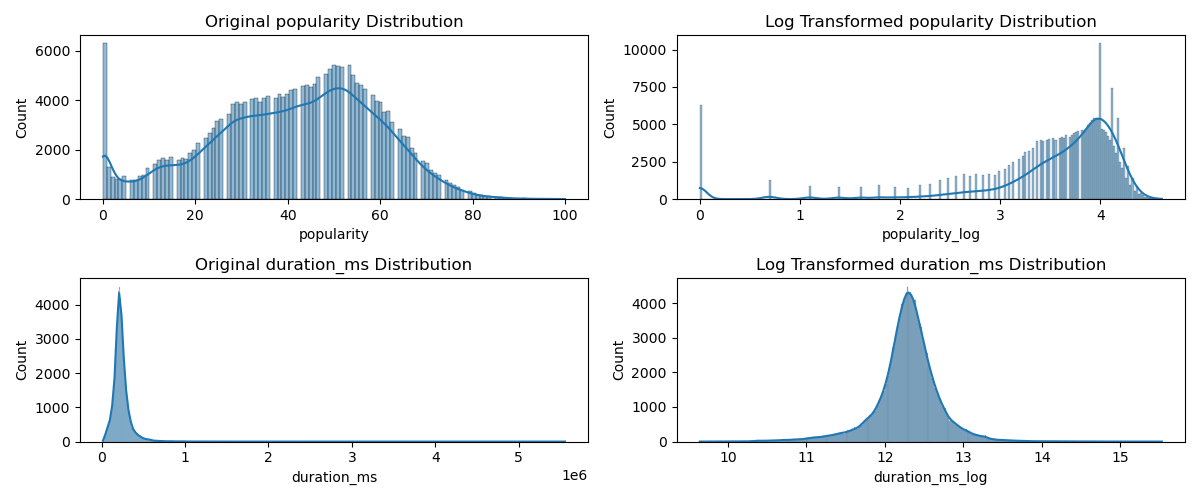 Original popularity Distribution
Count
6000
4000
2000
0
0 20 40 60 80 100
popularity
Log Transformed popularity Distribution
Count
10000
7500
5000
2500
0
0 1 2 3 4
popularity_log
Original duration_ms Distribution
Count
4000
3000
2000
1000
0
0 1 2 3 4 5
1e6
duration_ms
Log Transformed duration_ms Distribution
Count
4000
3000
2000
1000
0
10 11 12 13 14 15
duration_ms_log